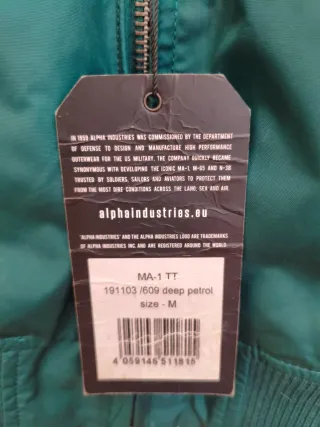 IN 1959 ALPHA INDUSTRIES WAS COMMISSIONED BY THE DEPARTMENT
OF DEFENSE TO DESIGN AND MANUFACTURE HIGH PERFORMANCE
OUTERWEAR FOR THE US MILITARY. THE COMPANY QUICKLY BECAME
SYNONYMOUS WITH DEVELOPING THE ICONIC MA-1, M-65 AND N-3B
TRUSTED BY SOLDIERS, SAILORS UND AVIATORS TO PROTECT THEM
FROM THE MOST DIRE CONDITIONS ACROSS THE LAND, SEA AND AIR.
alphaindustries.eu
'ALPHA INDUSTRIES' AND THE ALPHA INDUSTRIES LOGO ARE TRADEMARKS
OF ALPHA INDUSTRIES INC. AND ARE REGISTERED AROUND THE WORLD.
MA-1 TT
191103 /609 deep petrol
size - M
4 059146 511815